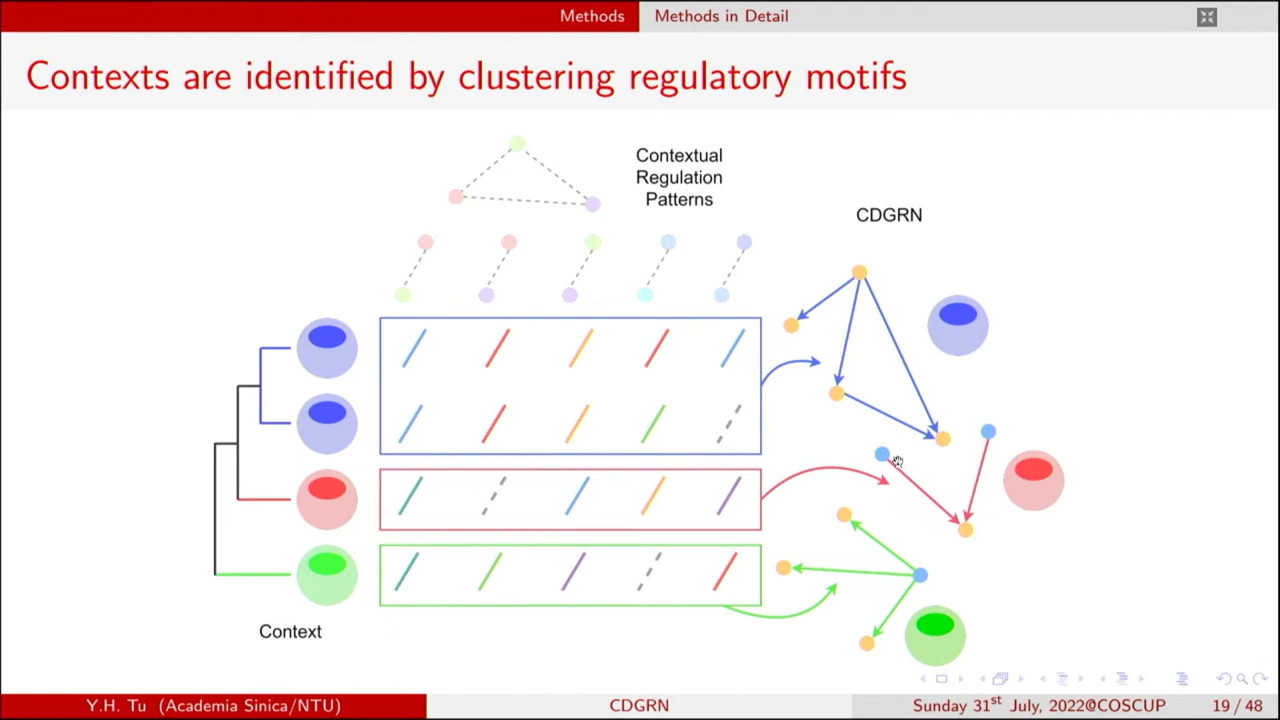 Methods
Methods in Detail
Contexts are identified by clustering regulatory motifs
Contextual
Regulation
Patterns
CDGRN
Context
Y.H. Tu (Academia Sinica/NTU)
CDGRN
Sunday 31st July, 2022@COSCUP
19 / 48